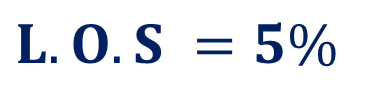 L. O. S = 5%